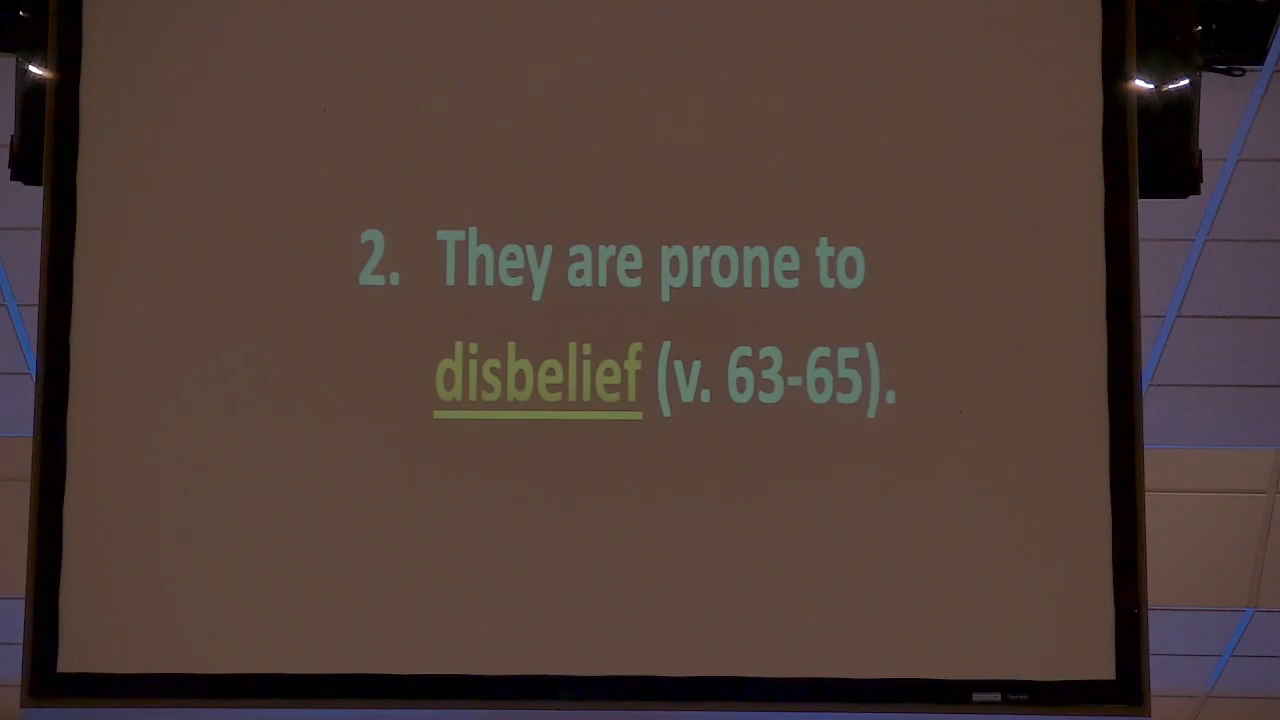 2. They are prone to
disbelief (v. 63-65).